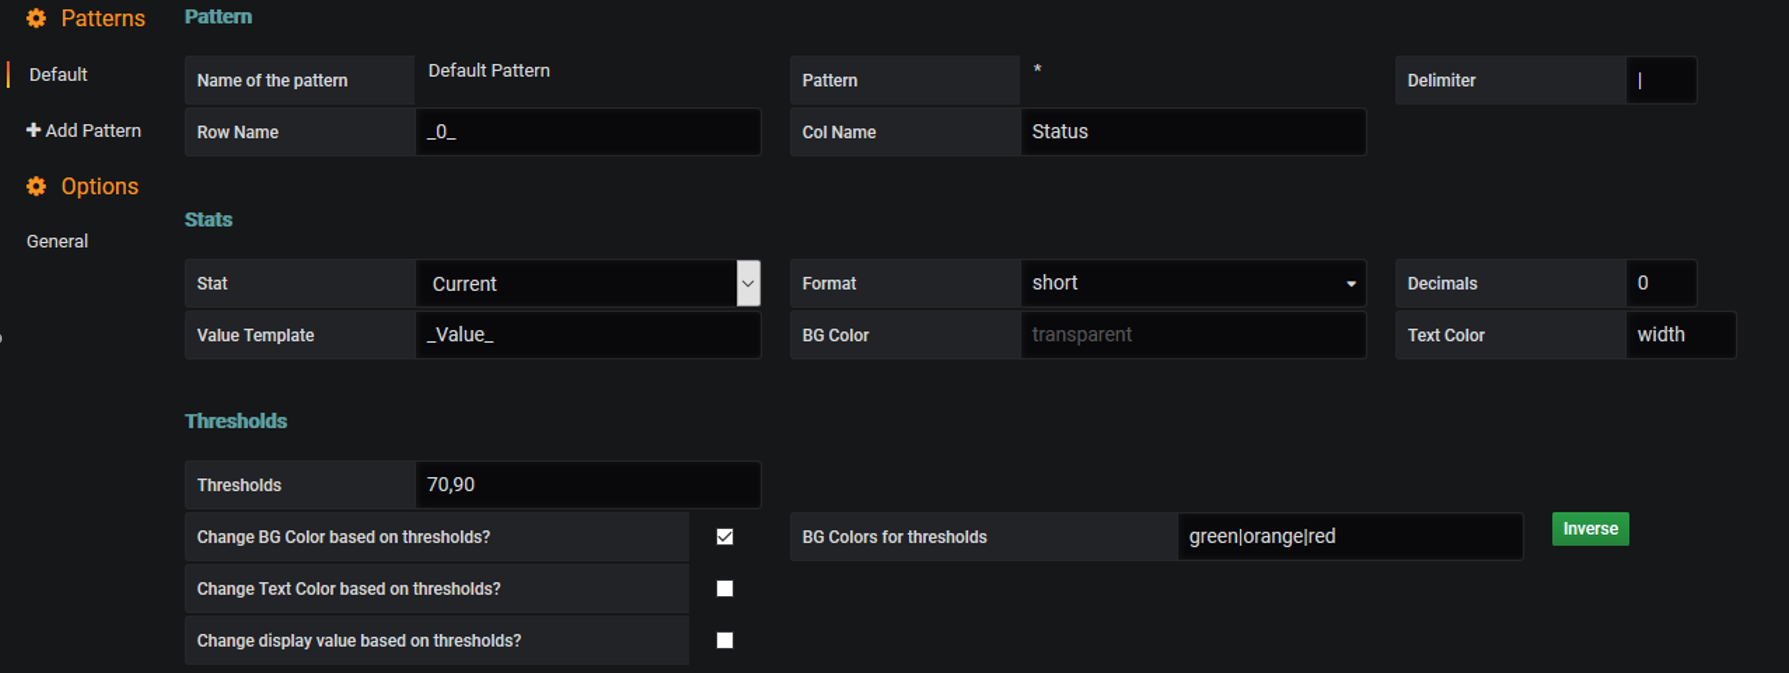 Patterns
Default
Add Pattern
Options
General
Pattern
Name of the pattern Default Pattern Pattern * Delimiter |
Row Name _0_ Col Name Status
Stats
Stat Current Format short Decimals 0
Value Template _Value_ BG Color transparent Text Color width
Thresholds
Thresholds 70,90
Change BG Color based on thresholds? BG Colors for thresholds green|orange|red Inverse
Change Text Color based on thresholds?
Change display value based on thresholds?